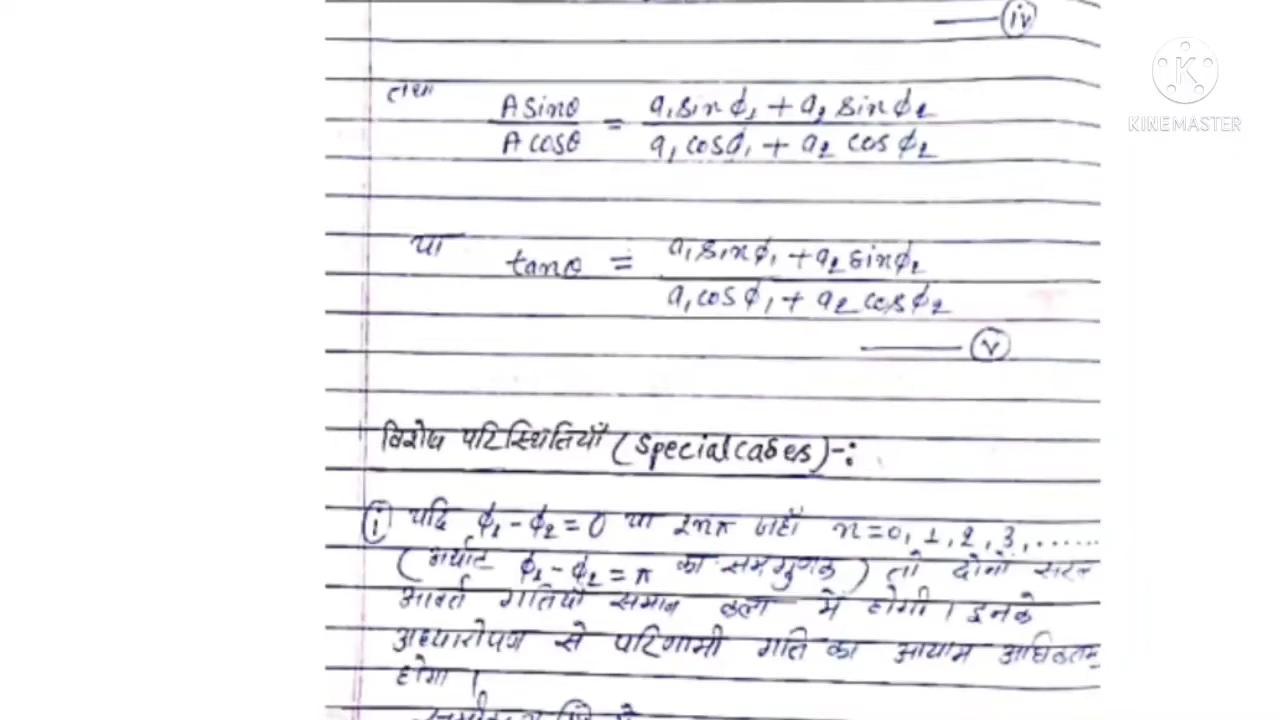 (iv)
तथा A sinθ / A cosθ = a₁ sin ϕ₁ + a₂ sin ϕ₂ / a₁ cos ϕ₁ + a₂ cos ϕ₂
या tanθ = a₁ sin ϕ₁ + a₂ sin ϕ₂ / a₁ cos ϕ₁ + a₂ cos ϕ₂
(v)
विशेष परिस्थितियाँ (special cases) -:
(i) यदि ϕ₁ - ϕ₂ = 0 या 2nπ जहाँ n = 0, 1, 2, 3, ......
(अर्थात ϕ₁ - ϕ₂ = π का समगुणक) तो दोनों सरल
आवर्त गतियाँ समान कला में होगी। इनके
अध्यारोपण से परिणामी गति का आयाम अधिकतम
होगा।
KINEMASTER